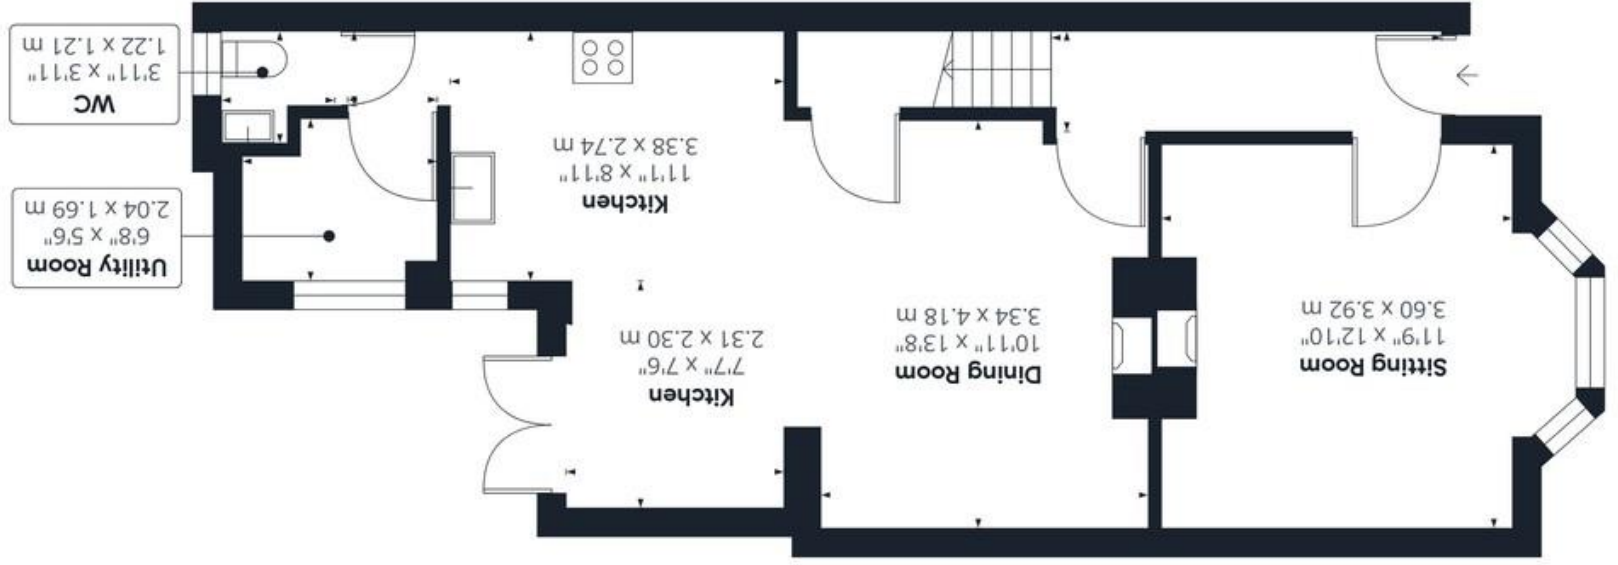 Sitting Room
11'9" x 12'10"
3.60 x 3.92 m
Dining Room
10'11" x 13'8"
3.34 x 4.18 m
Kitchen
7'7" x 7'6"
2.31 x 2.30 m
Kitchen
11'1" x 8'11"
3.38 x 2.74 m
Utility Room
6'8" x 5'6"
2.04 x 1.69 m
WC
3'11" x 3'11"
1.22 x 1.21 m